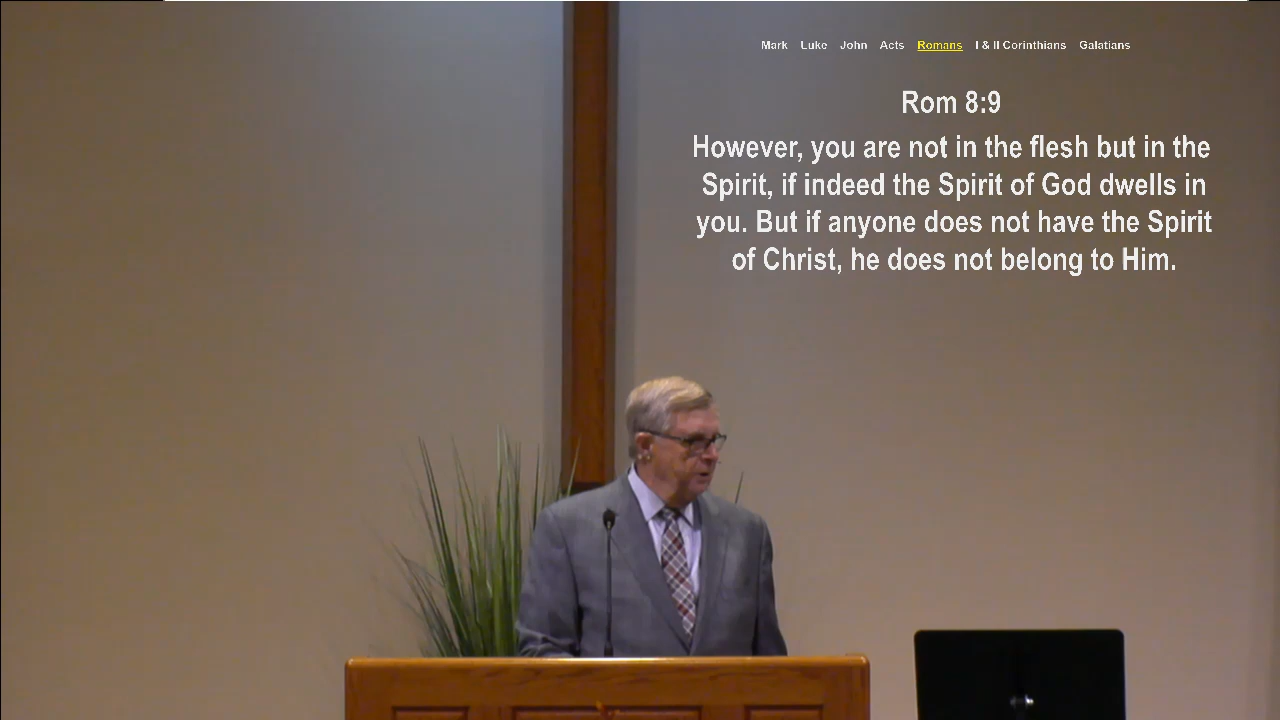 Mark Luke John Acts Romans I & II Corinthians Galatians
Rom 8:9
However, you are not in the flesh but in the
Spirit, if indeed the Spirit of God dwells in
you. But if anyone does not have the Spirit
of Christ, he does not belong to Him.